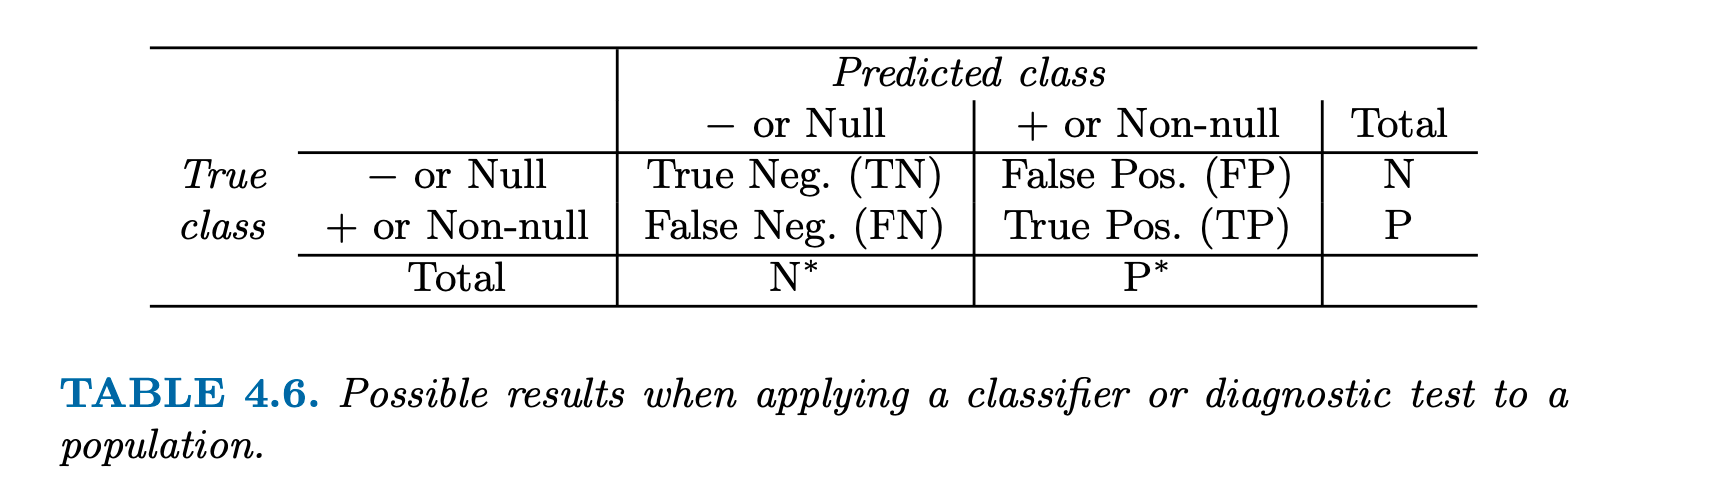 Predicted class
− or Null + or Non-null Total
True − or Null True Neg. (TN) False Pos. (FP) N
class + or Non-null False Neg. (FN) True Pos. (TP) P
Total N* P*
TABLE 4.6. Possible results when applying a classifier or diagnostic test to a
population.